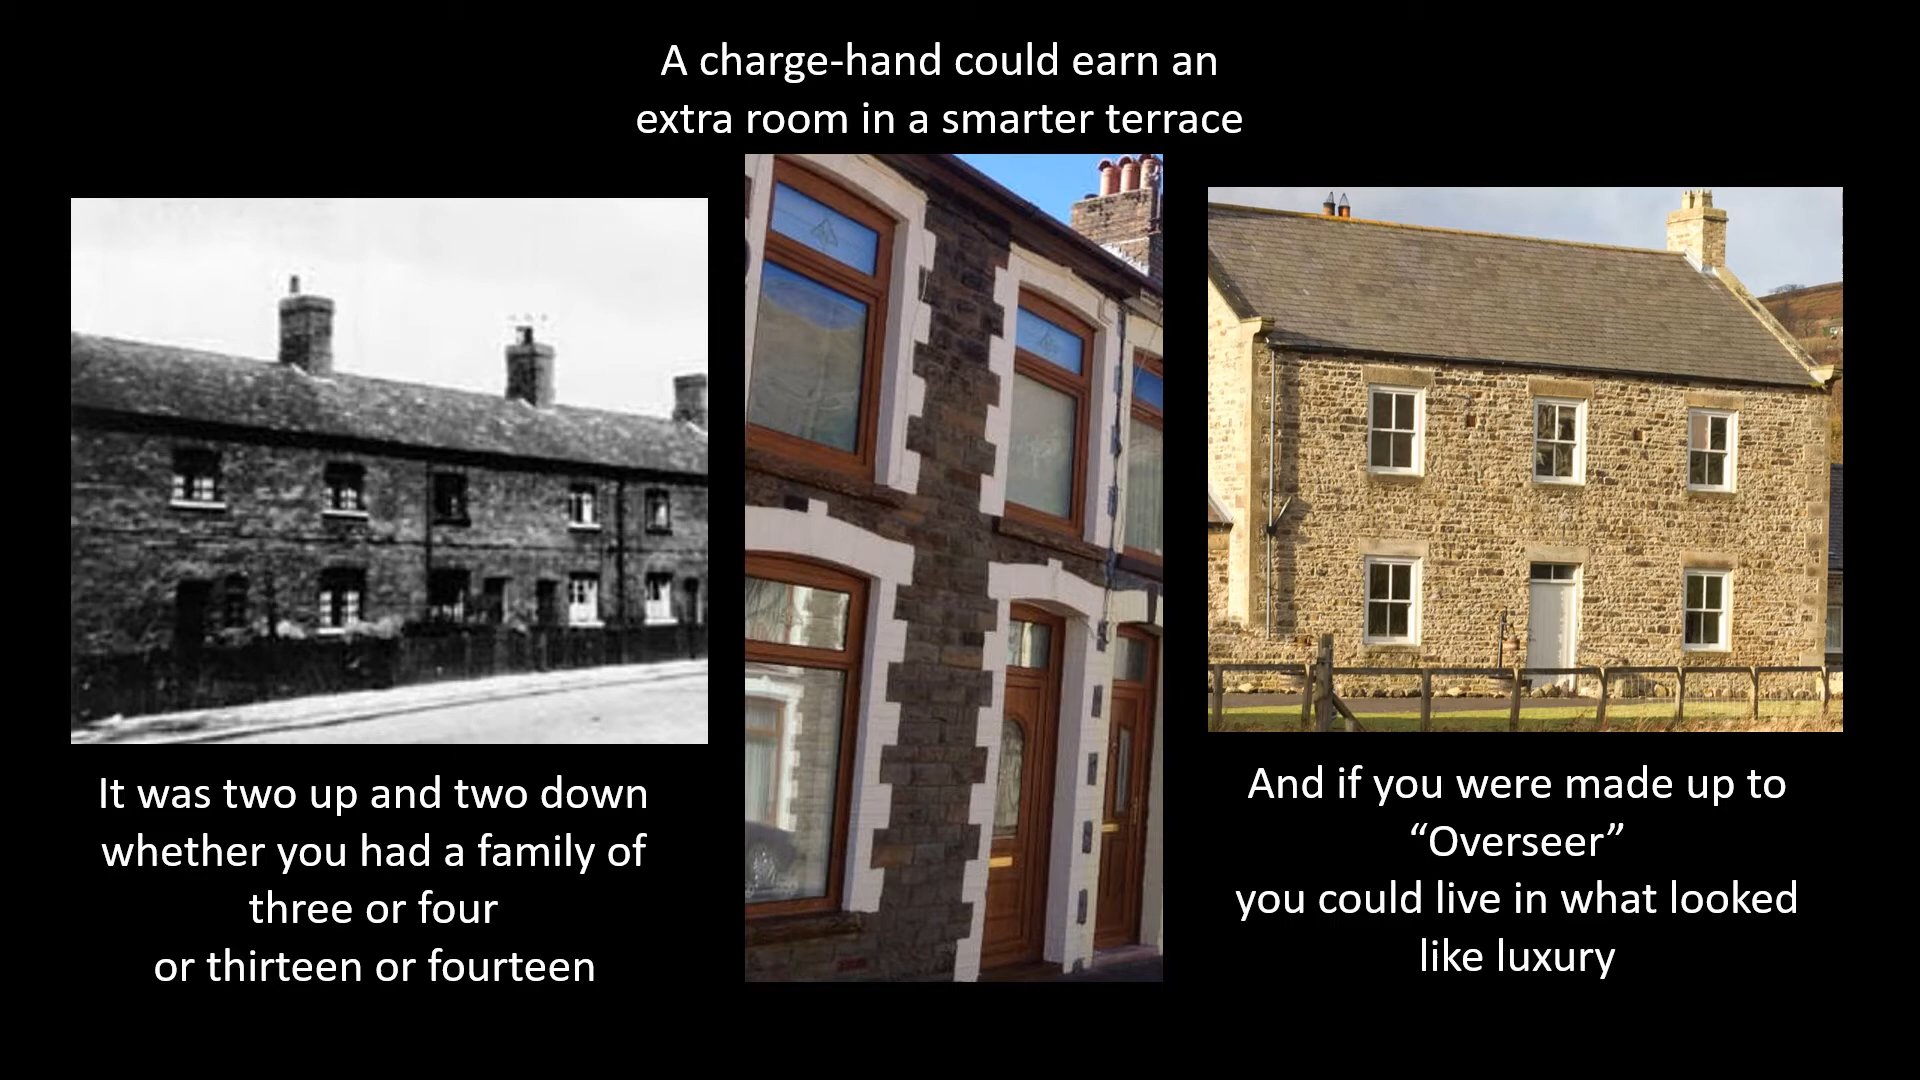 A charge-hand could earn an
extra room in a smarter terrace
It was two up and two down
whether you had a family of
three or four
or thirteen or fourteen
And if you were made up to
“Overseer”
you could live in what looked
like luxury